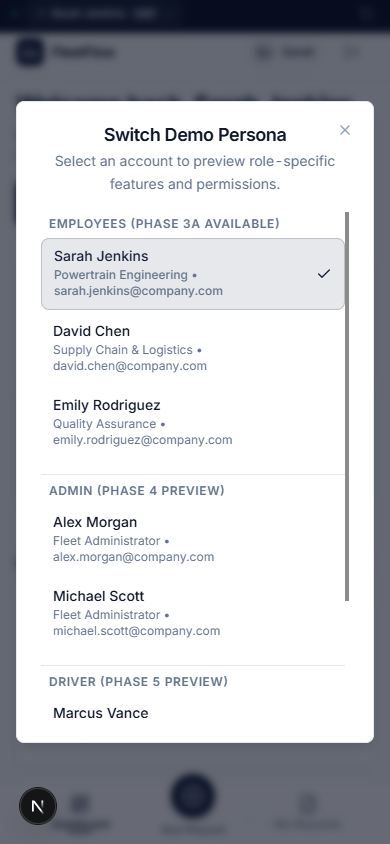 Switch Demo Persona
Select an account to preview role-specific
features and permissions.
EMPLOYEES (PHASE 3A AVAILABLE)
Sarah Jenkins
Powertrain Engineering •
sarah.jenkins@company.com
David Chen
Supply Chain & Logistics •
david.chen@company.com
Emily Rodriguez
Quality Assurance •
emily.rodriguez@company.com
ADMIN (PHASE 4 PREVIEW)
Alex Morgan
Fleet Administrator •
alex.morgan@company.com
Michael Scott
Fleet Administrator •
michael.scott@company.com
DRIVER (PHASE 5 PREVIEW)
Marcus Vance
N